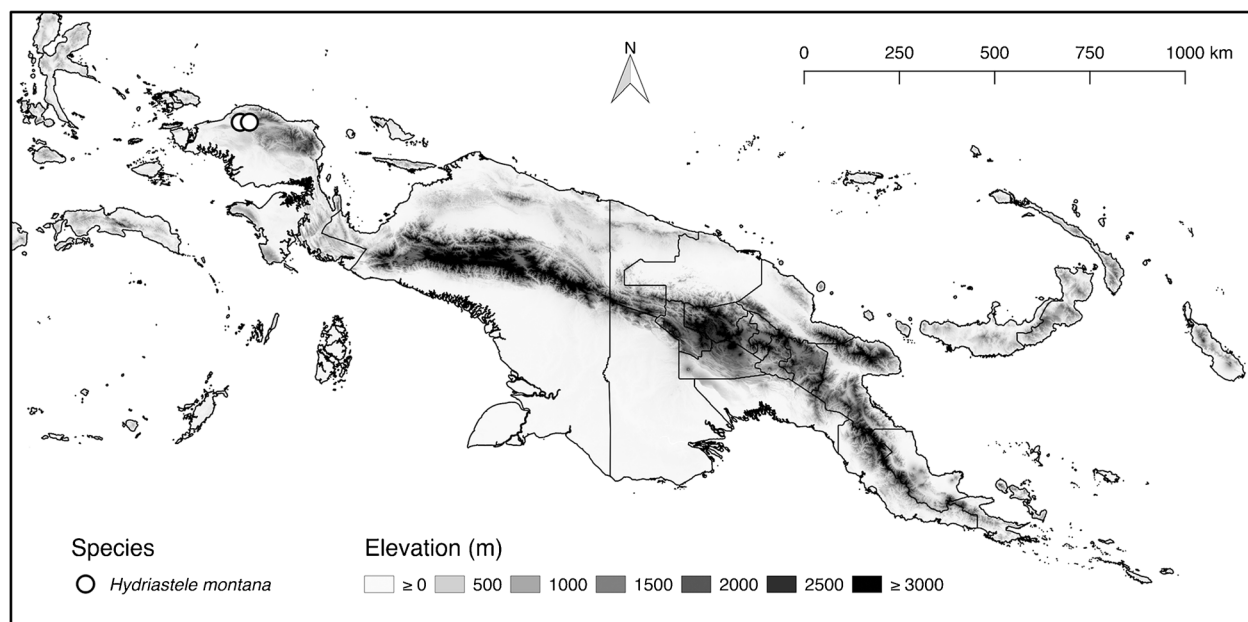 N
0 250 500 750 1000 km
Species
Hydriastele montana
Elevation (m)
≥ 0 500 1000 1500 2000 2500 ≥ 3000